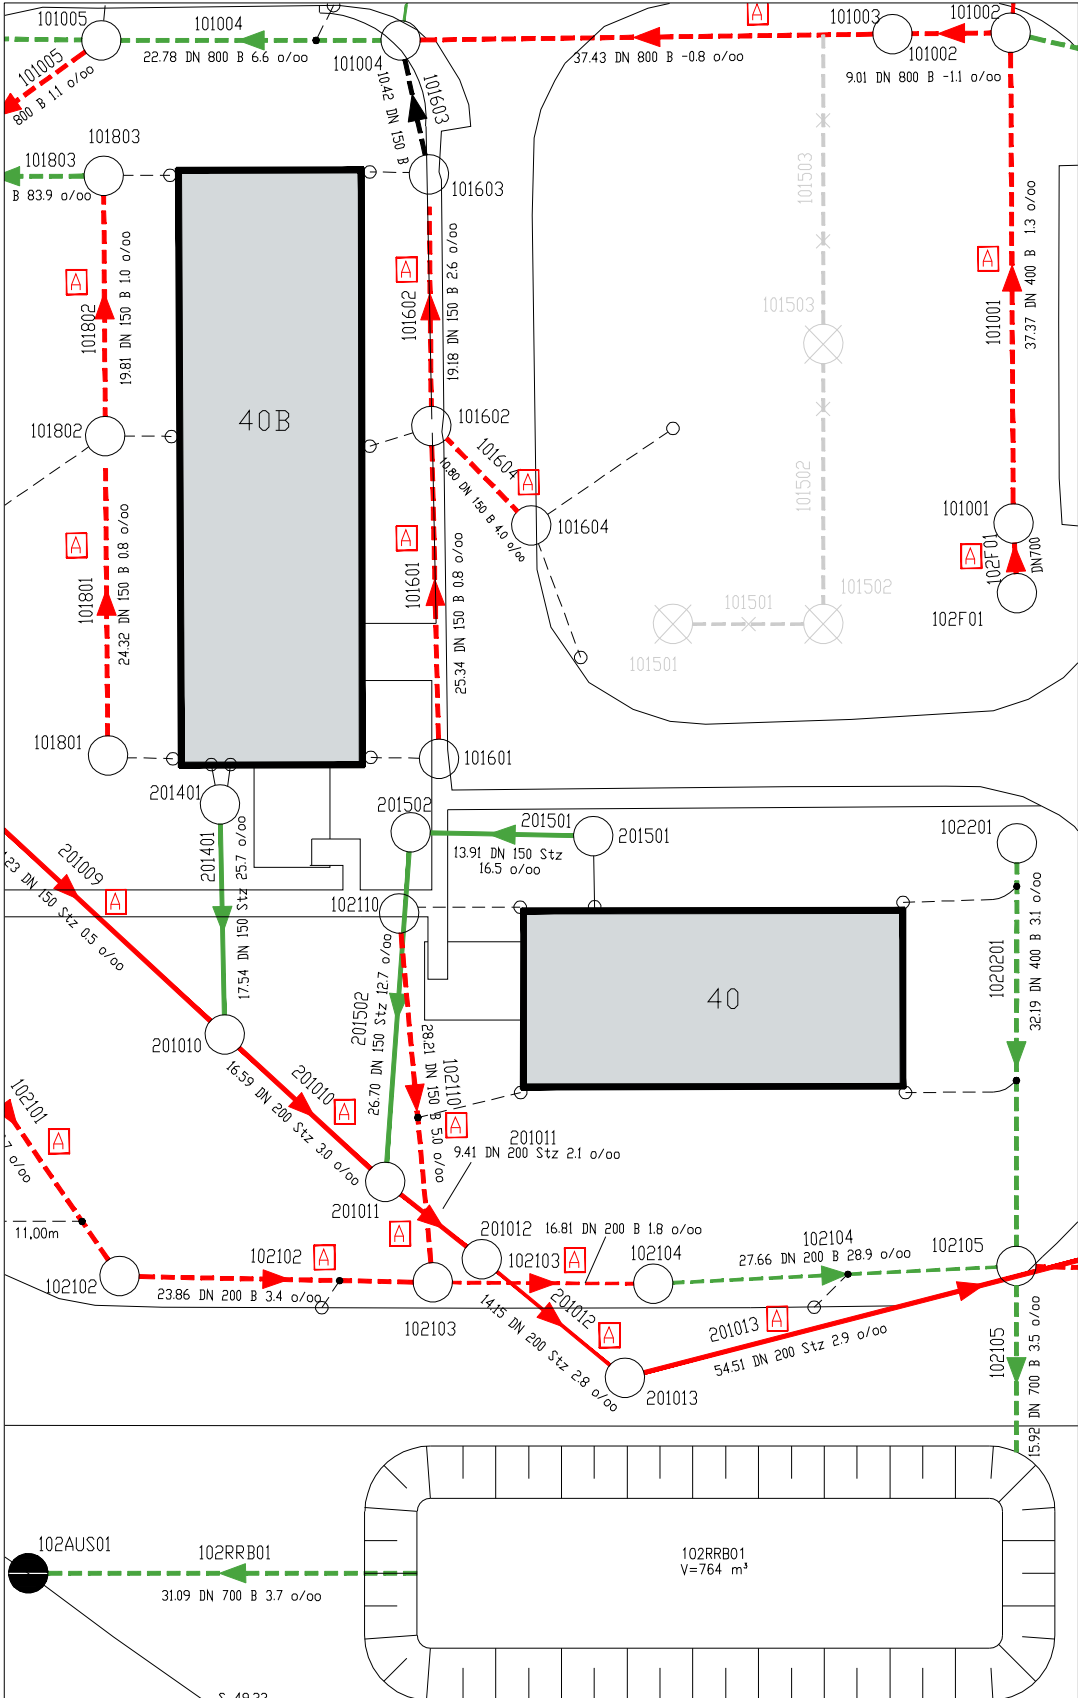 101005
101004
22.78 DN 800 B 6.6 o/oo
101004
A
37.43 DN 800 B -0.8 o/oo
101003
101002
101002
9.01 DN 800 B -1.1 o/oo
101005
800 B 1.1 o/oo
101603
10.42 DN 150 B
101803
101803
B 83.9 o/oo
101603
101503
101503
A
101802
19.81 DN 150 B 1.0 o/oo
A
101602
19.18 DN 150 B 2.6 o/oo
A
101001
37.37 DN 400 B 1.3 o/oo
40B
101802
101602
101604
10.80 DN 150 B 4.0 o/oo
A
101604
101502
101001
A
102F01
DN700
102F01
A
101801
24.32 DN 150 B 0.8 o/oo
A
101601
25.34 DN 150 B 0.8 o/oo
101501
101502
101501
101801
101601
201401
201502
201501
201501
13.91 DN 150 Stz
16.5 o/oo
102201
201009
A
.23 DN 150 Stz 0.5 o/oo
201401
17.54 DN 150 Stz 25.7 o/oo
102110
201502
26.70 DN 150 Stz 12.7 o/oo
40
1020201
32.19 DN 400 B 3.1 o/oo
201010
102110
28.21 DN 150 B 5.0 o/oo
A
201010
A
16.59 DN 200 Stz 3.0 o/oo
102101
A
7 o/oo
201011
9.41 DN 200 Stz 2.1 o/oo
201011
A
11,00m
201012
16.81 DN 200 B 1.8 o/oo
102102
102102
A
23.86 DN 200 B 3.4 o/oo
102103
A
102104
102104
27.66 DN 200 B 28.9 o/oo
102105
102103
201012
A
14.15 DN 200 Stz 2.8 o/oo
201013
A
54.51 DN 200 Stz 2.9 o/oo
201013
102105
15.92 DN 700 B 3.5 o/oo
102AUS01
102RRB01
31.09 DN 700 B 3.7 o/oo
102RRB01
V=764 m³